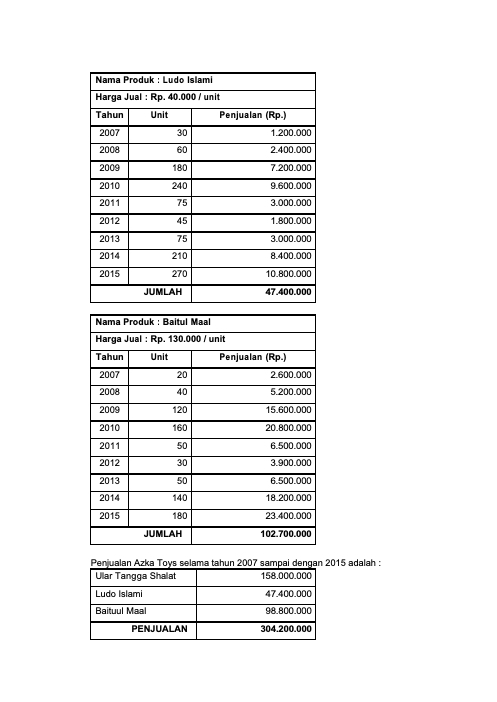 Nama Produk : Ludo Islami
Harga Jual : Rp. 40.000 / unit
Tahun Unit Penjualan (Rp.)
2007 30 1.200.000
2008 60 2.400.000
2009 180 7.200.000
2010 240 9.600.000
2011 75 3.000.000
2012 45 1.800.000
2013 75 3.000.000
2014 210 8.400.000
2015 270 10.800.000
JUMLAH 47.400.000
Nama Produk : Baitul Maal
Harga Jual : Rp. 130.000 / unit
Tahun Unit Penjualan (Rp.)
2007 20 2.600.000
2008 40 5.200.000
2009 120 15.600.000
2010 160 20.800.000
2011 50 6.500.000
2012 30 3.900.000
2013 50 6.500.000
2014 140 18.200.000
2015 180 23.400.000
JUMLAH 102.700.000
Penjualan Azka Toys selama tahun 2007 sampai dengan 2015 adalah :
Ular Tangga Shalat 158.000.000
Ludo Islami 47.400.000
Baituul Maal 98.800.000
PENJUALAN 304.200.000